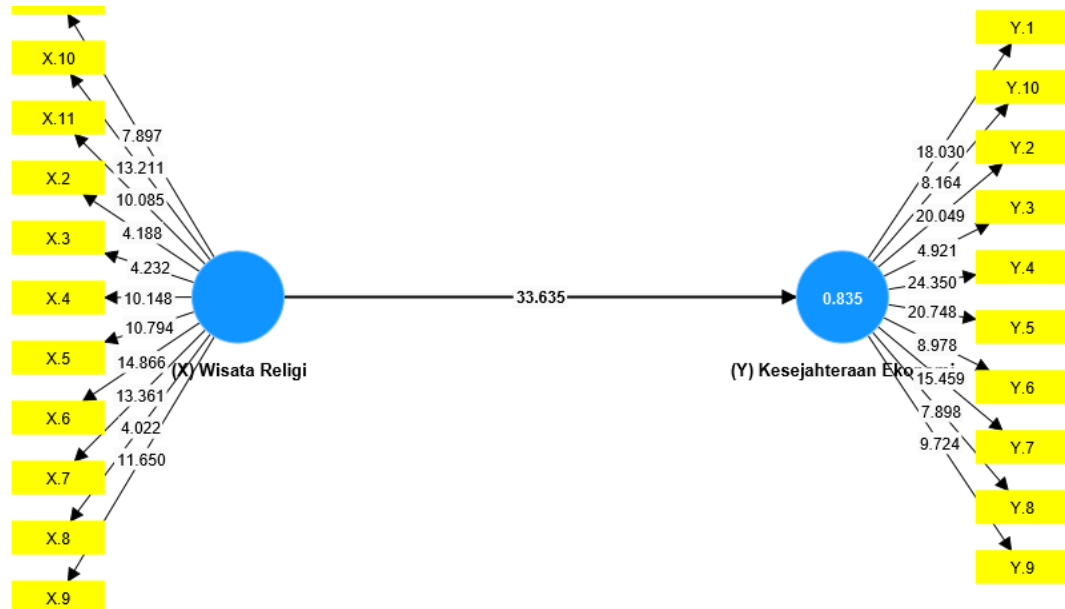 X.10
X.11
X.2
X.3
X.4
X.5
X.6
X.7
X.8
X.9
7.897
13.211
10.085
4.188
4.232
10.148
10.794
14.866
13.361
4.022
11.650
(X) Wisata Religi
33.635
0.835
(Y) Kesejahteraan
18.030
8.164
20.049
4.921
24.350
20.748
8.978
15.459
7.898
9.724
Y.1
Y.10
Y.2
Y.3
Y.4
Y.5
Y.6
Y.7
Y.8
Y.9